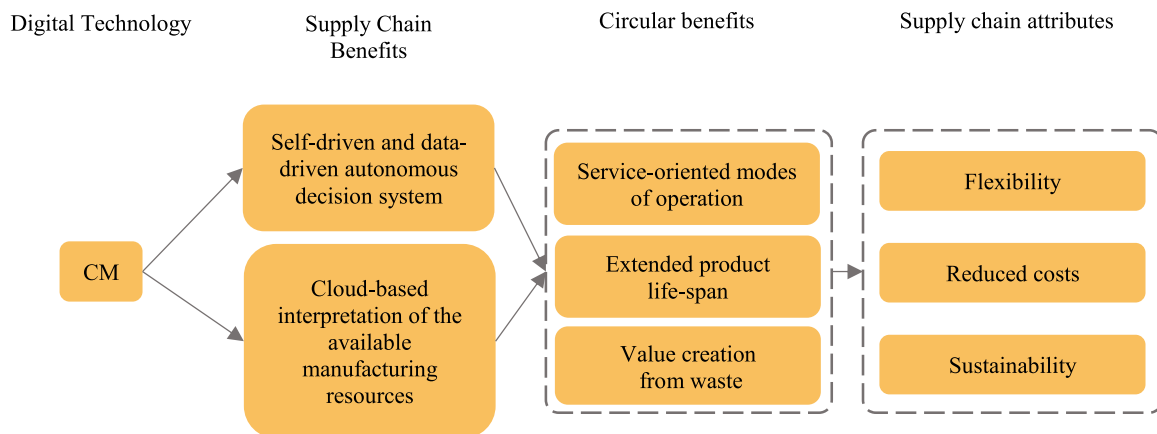 Digital Technology
Supply Chain
Benefits
Circular benefits
Supply chain attributes
CM
Self-driven and data-
driven autonomous
decision system
Cloud-based
interpretation of the
available
manufacturing
resources
Service-oriented modes
of operation
Extended product
life-span
Value creation
from waste
Flexibility
Reduced costs
Sustainability